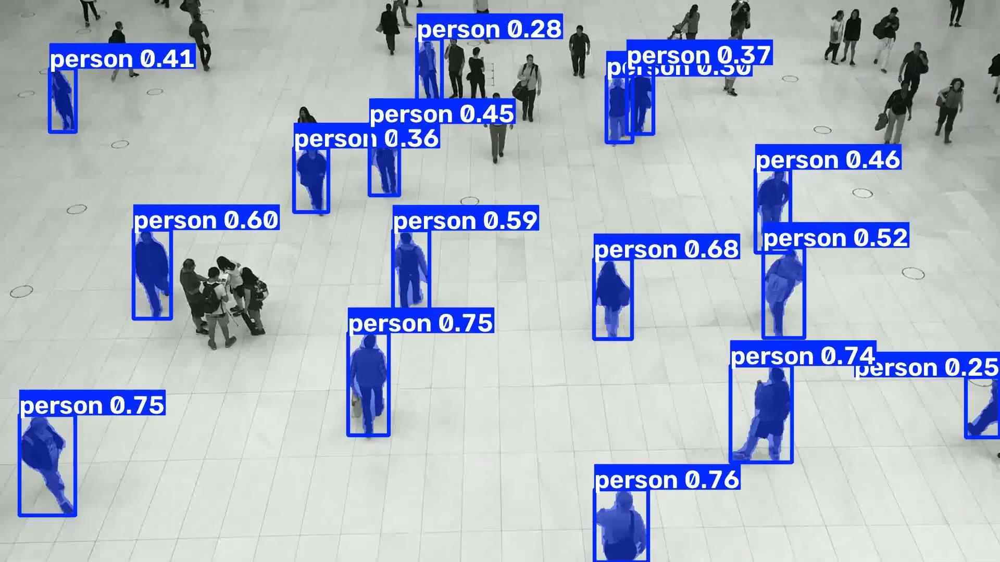 person 0.28
person 0.37
person 0.41
person 0.30
person 0.45
person 0.36
person 0.46
person 0.60
person 0.59
person 0.52
person 0.68
person 0.75
person 0.74
person 0.25
person 0.75
person 0.76